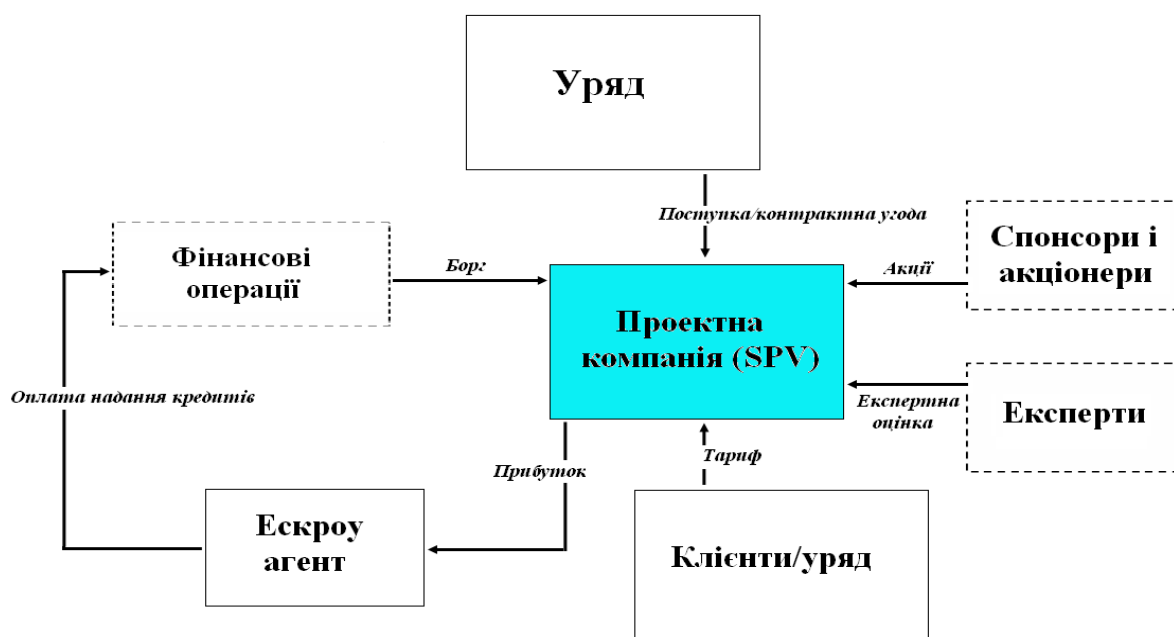 Уряд
Поступка/контрактна угода
Фінансові
операції
Борг
Спонсори і
акціонери
Акції
Проектна
компанія (SPV)
Оплата надання кредитів
Експертна
оцінка
Експерти
Прибуток
Тариф
Ескроу
агент
Клієнти/уряд